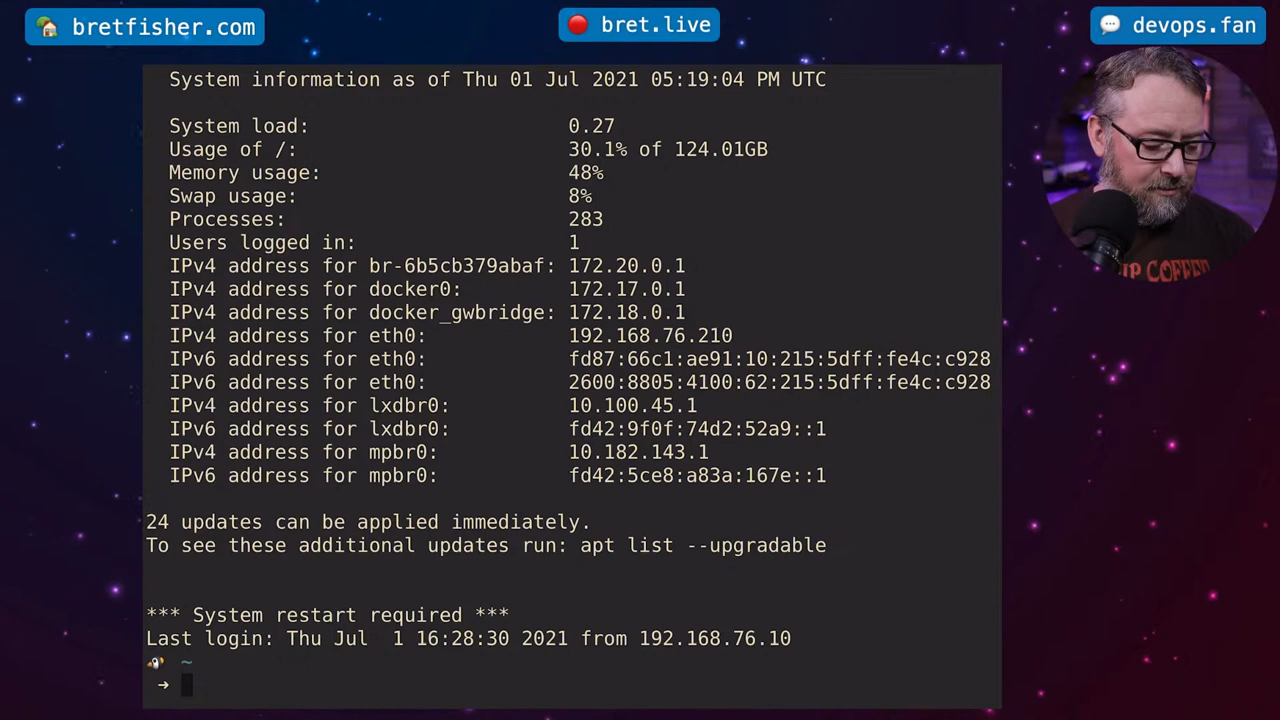 bretfisher.com
bret.live
devops.fan
System information as of Thu 01 Jul 2021 05:19:04 PM UTC
System load: 0.27
Usage of /: 30.1% of 124.01GB
Memory usage: 48%
Swap usage: 8%
Processes: 283
Users logged in: 1
IPv4 address for br-6b5cb379abaf: 172.20.0.1
IPv4 address for docker0: 172.17.0.1
IPv4 address for docker_gwbridge: 172.18.0.1
IPv4 address for eth0: 192.168.76.210
IPv6 address for eth0: fd87:66c1:ae91:10:215:5dff:fe4c:c928
IPv6 address for eth0: 2600:8805:4100:62:215:5dff:fe4c:c928
IPv4 address for lxdbr0: 10.100.45.1
IPv6 address for lxdbr0: fd42:9f0f:74d2:52a9::1
IPv4 address for mpbr0: 10.182.143.1
IPv6 address for mpbr0: fd42:5ce8:a83a:167e::1
24 updates can be applied immediately.
To see these additional updates run: apt list --upgradable
*** System restart required ***
Last login: Thu Jul  1 16:28:30 2021 from 192.168.76.10
~
➜
COFFEE